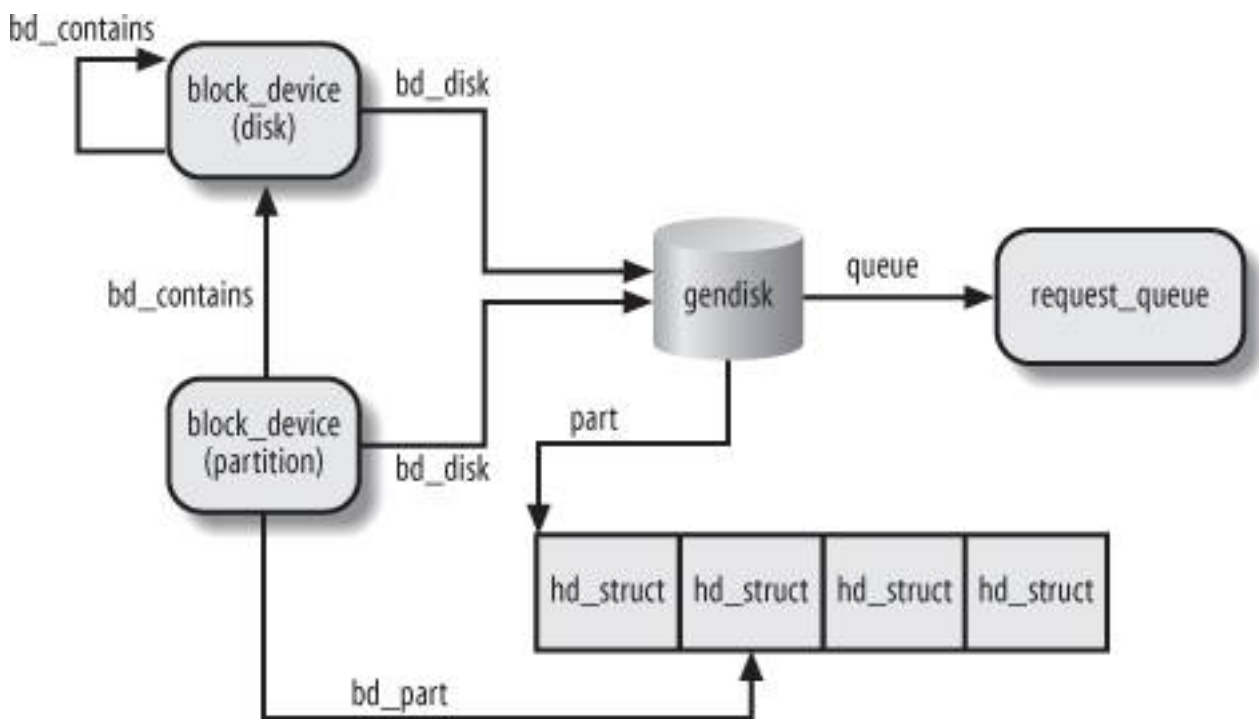 bd_contains
block_device
(disk)
bd_disk
bd_contains
gendisk
queue
request_queue
block_device
(partition)
bd_disk
part
hd_struct
hd_struct
hd_struct
hd_struct
bd_part